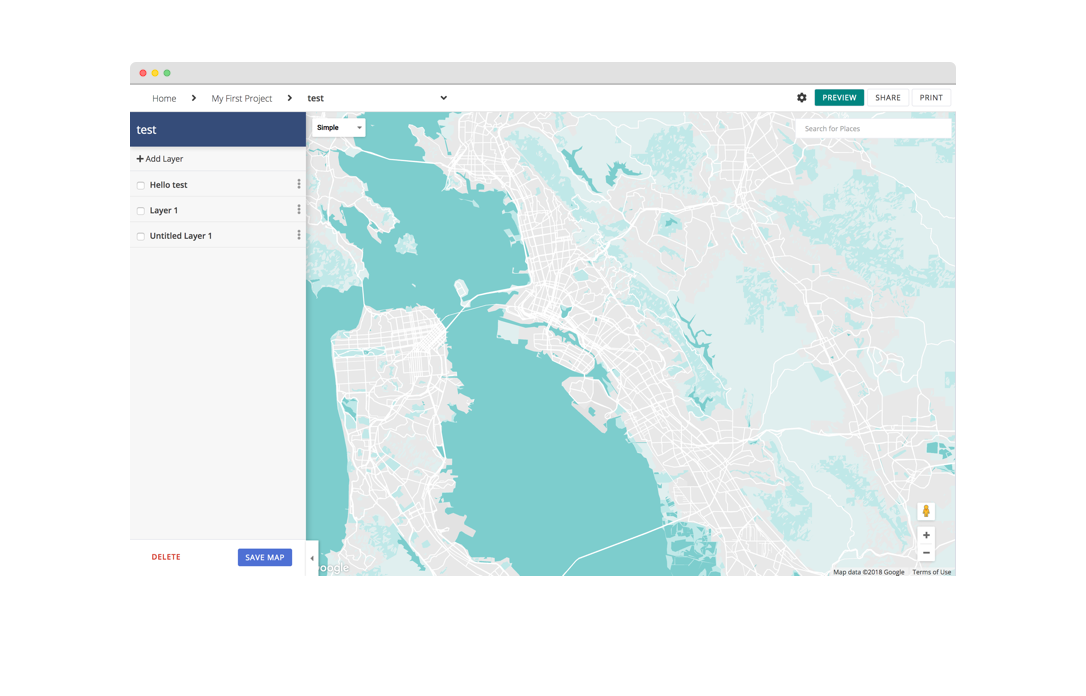 Home
My First Project
test
PREVIEW
SHARE
PRINT
test
Simple
Search for Places
+ Add Layer
Hello test
Layer 1
Untitled Layer 1
DELETE
SAVE MAP
Google
Map data ©2018 Google
Terms of Use